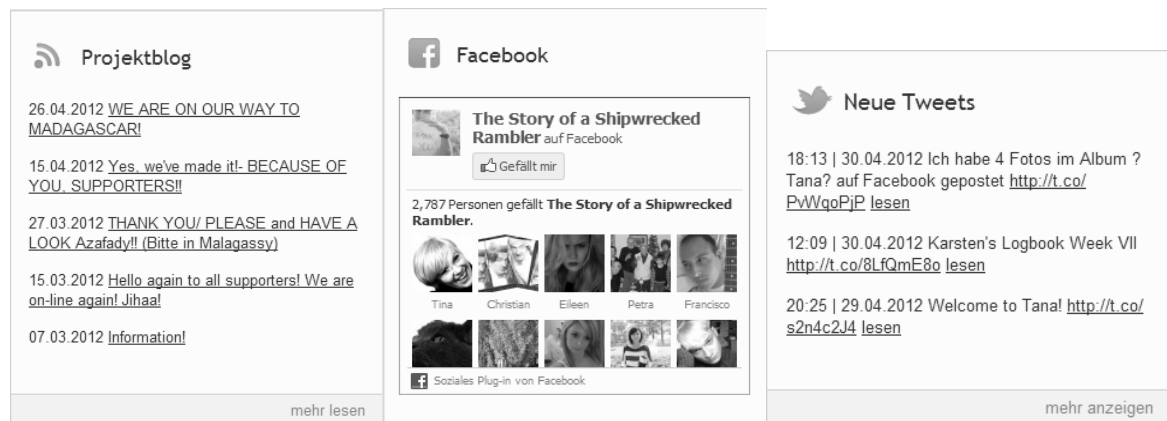 Projektblog
26.04.2012 WE ARE ON OUR WAY TO
MADAGASCAR!
15.04.2012 Yes, we've made it!- BECAUSE OF
YOU, SUPPORTERS!!
27.03.2012 THANK YOU/ PLEASE and HAVE A
LOOK Azafady!! (Bitte in Malagassy)
15.03.2012 Hello again to all supporters! We are
on-line again! Jihaa!
07.03.2012 Information!
mehr lesen
Facebook
The Story of a Shipwrecked
Rambler auf Facebook
Gefällt mir
2,787 Personen gefällt The Story of a Shipwrecked
Rambler.
Tina Christian Eileen Petra Francisco
Soziales Plug-in von Facebook
Neue Tweets
18:13 | 30.04.2012 Ich habe 4 Fotos im Album ?
Tana? auf Facebook gepostet http://t.co/
PvWqoPjP lesen
12:09 | 30.04.2012 Karsten's Logbook Week VII
http://t.co/8LfQmE8o lesen
20:25 | 29.04.2012 Welcome to Tana! http://t.co/
s2n4c2J4 lesen
mehr anzeigen